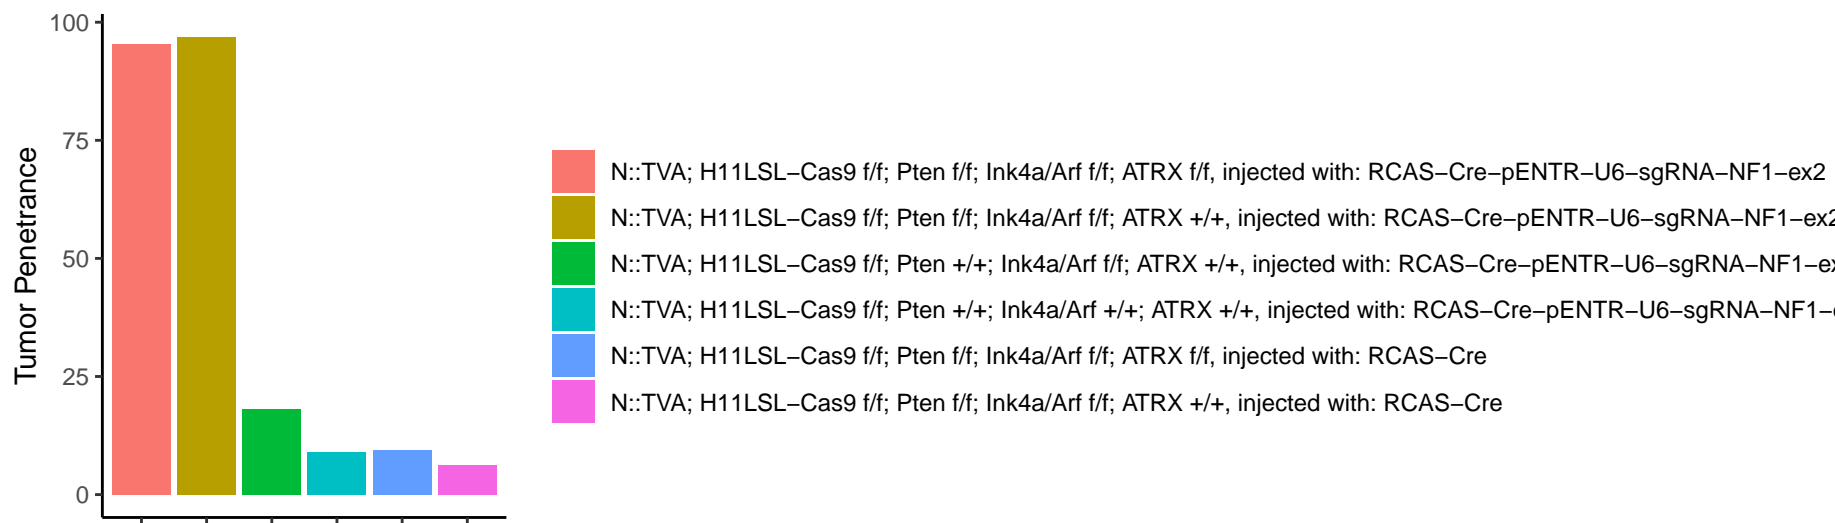 Tumor Penetrance
100
75
50
25
0
N::TVA; H11LSL−Cas9 f/f; Pten f/f; Ink4a/Arf f/f; ATRX f/f, injected with: RCAS−Cre−pENTR−U6−sgRNA−NF1−ex2
N::TVA; H11LSL−Cas9 f/f; Pten f/f; Ink4a/Arf f/f; ATRX +/+, injected with: RCAS−Cre−pENTR−U6−sgRNA−NF1−ex2
N::TVA; H11LSL−Cas9 f/f; Pten +/+; Ink4a/Arf f/f; ATRX +/+, injected with: RCAS−Cre−pENTR−U6−sgRNA−NF1−ex
N::TVA; H11LSL−Cas9 f/f; Pten +/+; Ink4a/Arf +/+; ATRX +/+, injected with: RCAS−Cre−pENTR−U6−sgRNA−NF1−
N::TVA; H11LSL−Cas9 f/f; Pten f/f; Ink4a/Arf f/f; ATRX f/f, injected with: RCAS−Cre
N::TVA; H11LSL−Cas9 f/f; Pten f/f; Ink4a/Arf f/f; ATRX +/+, injected with: RCAS−Cre